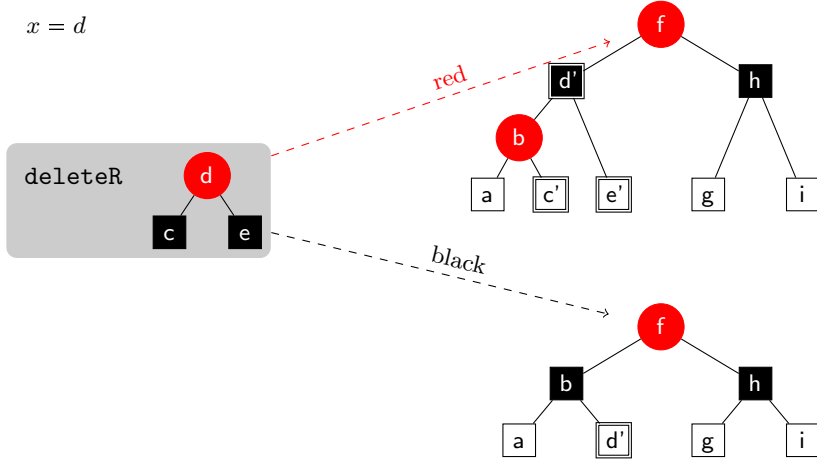 x = d
f
red
d'
h
b
deleteR
d
a
c'
e'
g
i
c
e
black
f
b
h
a
d'
g
i